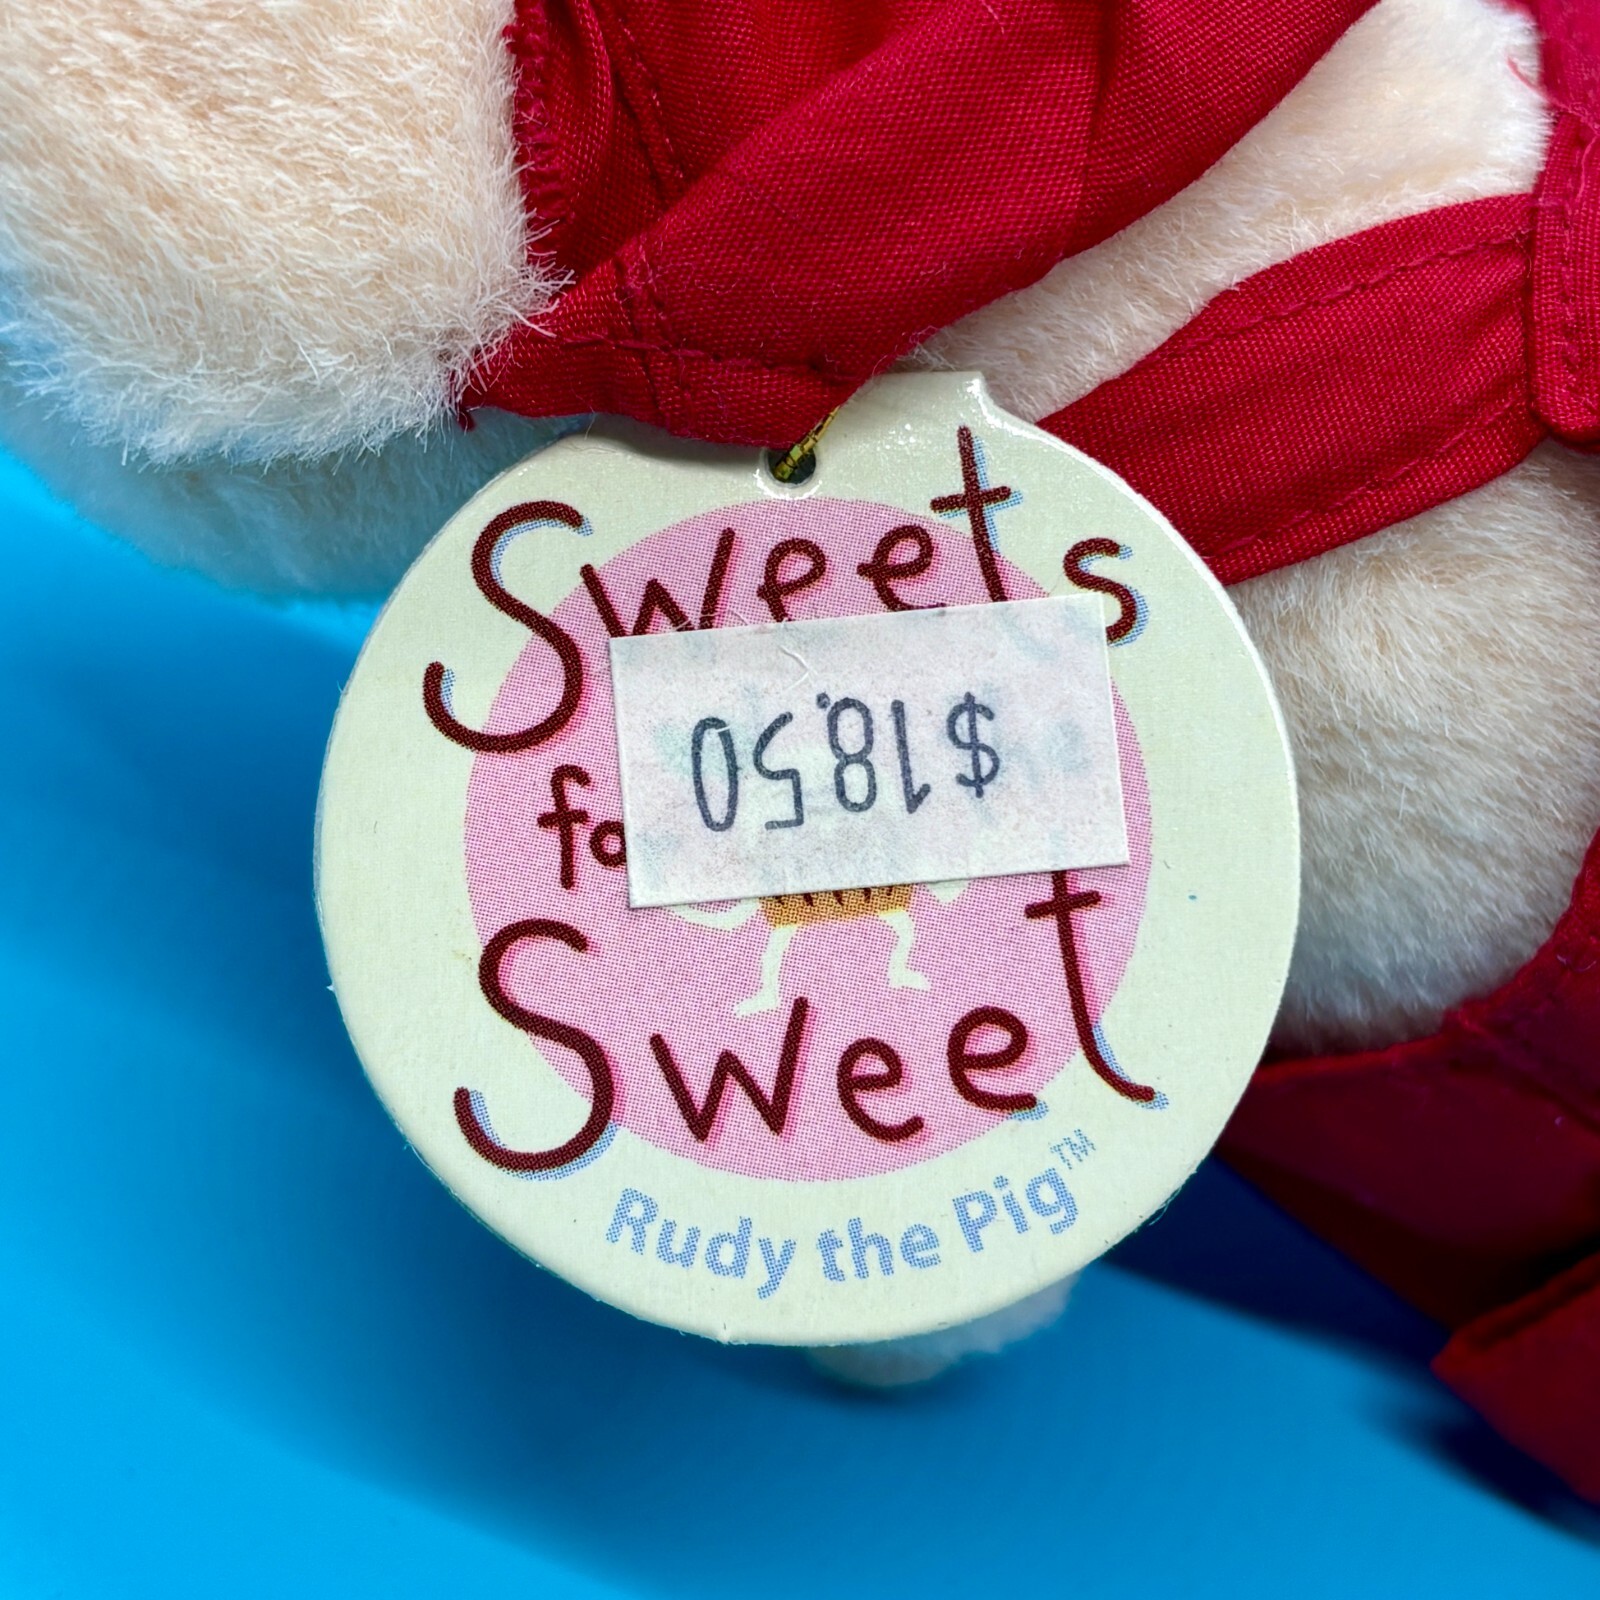 Sweets
$18.50
fo
Sweet
Rudy the Pig™